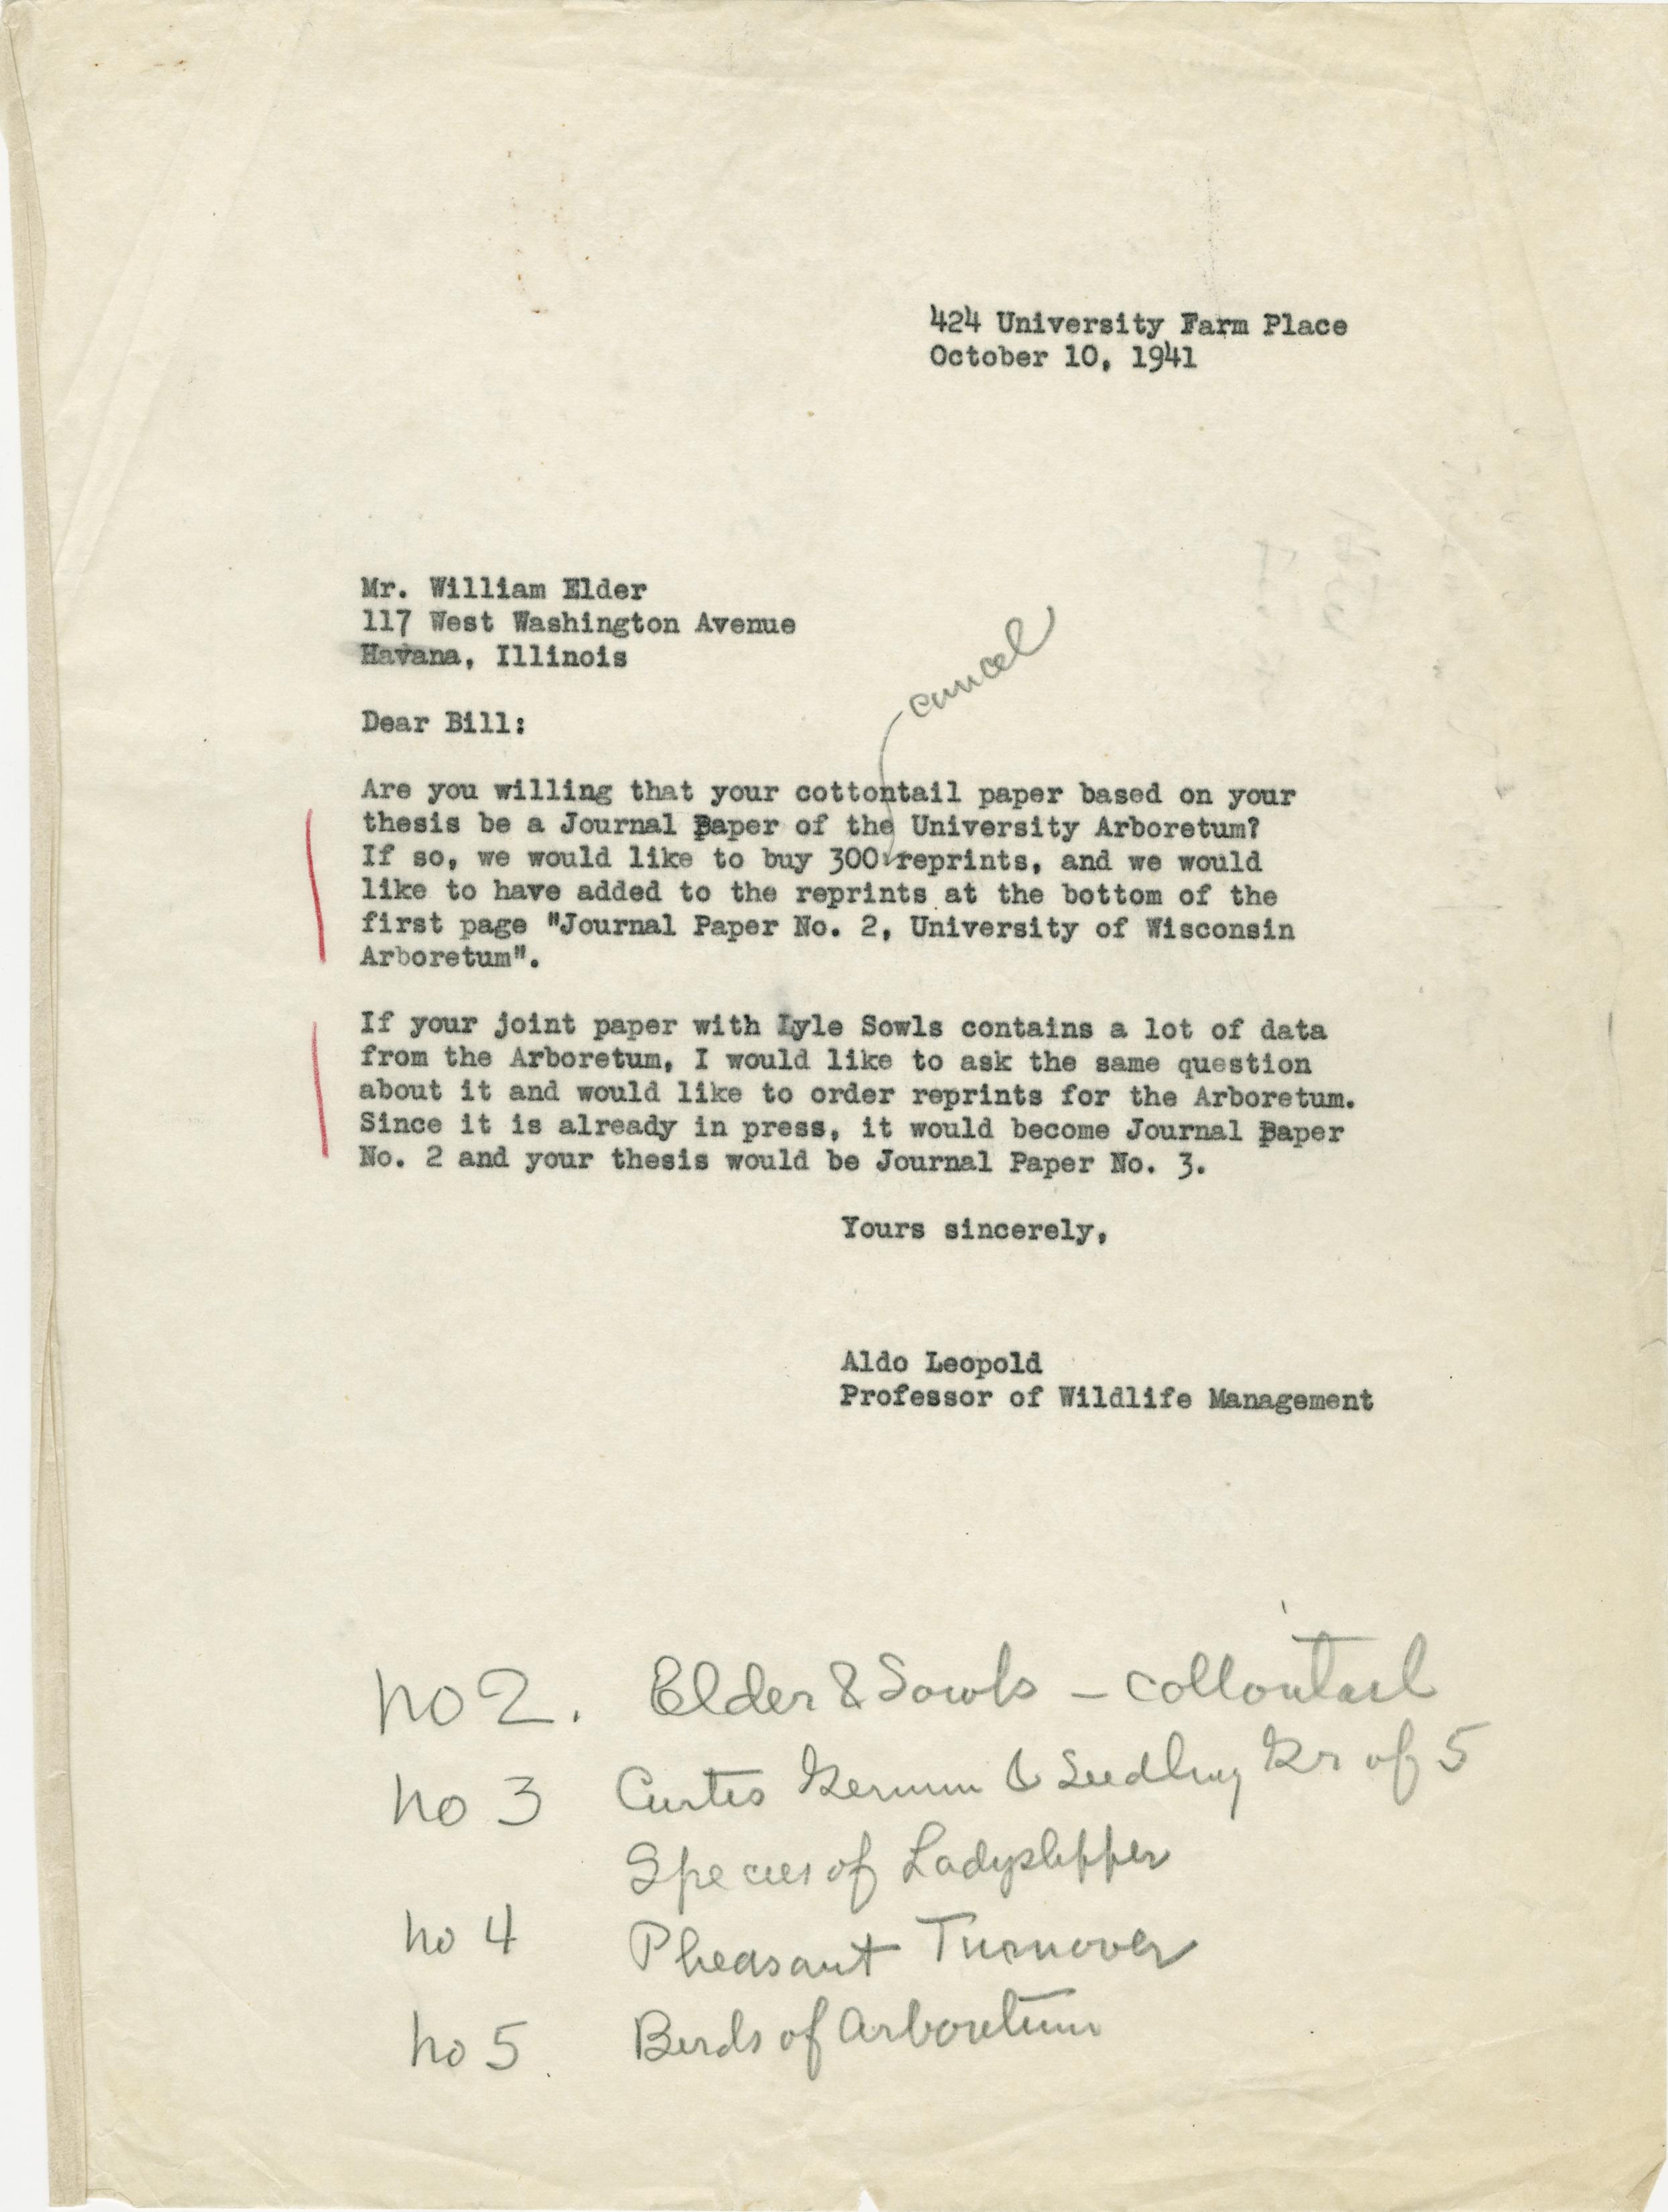 424 University Farm Place
October 10, 1941
Mr. William Elder
117 West Washington Avenue
Havana, Illinois
cancel
Dear Bill:
Are you willing that your cottontail paper based on your
thesis be a Journal Paper of the University Arboretum?
If so, we would like to buy 300 reprints, and we would
like to have added to the reprints at the bottom of the
first page "Journal Paper No. 2, University of Wisconsin
Arboretum".
If your joint paper with Lyle Sowls contains a lot of data
from the Arboretum, I would like to ask the same question
about it and would like to order reprints for the Arboretum.
Since it is already in press, it would become Journal Paper
No. 2 and your thesis would be Journal Paper No. 3.
Yours sincerely,
Aldo Leopold
Professor of Wildlife Management
no 2. Elder & Sowls - cottontail
no 3 Curtis Germin & Seedling Gr of 5
Species of Ladyslipper
no 4 Pheasant Turnover
no 5. Birds of Arboretum